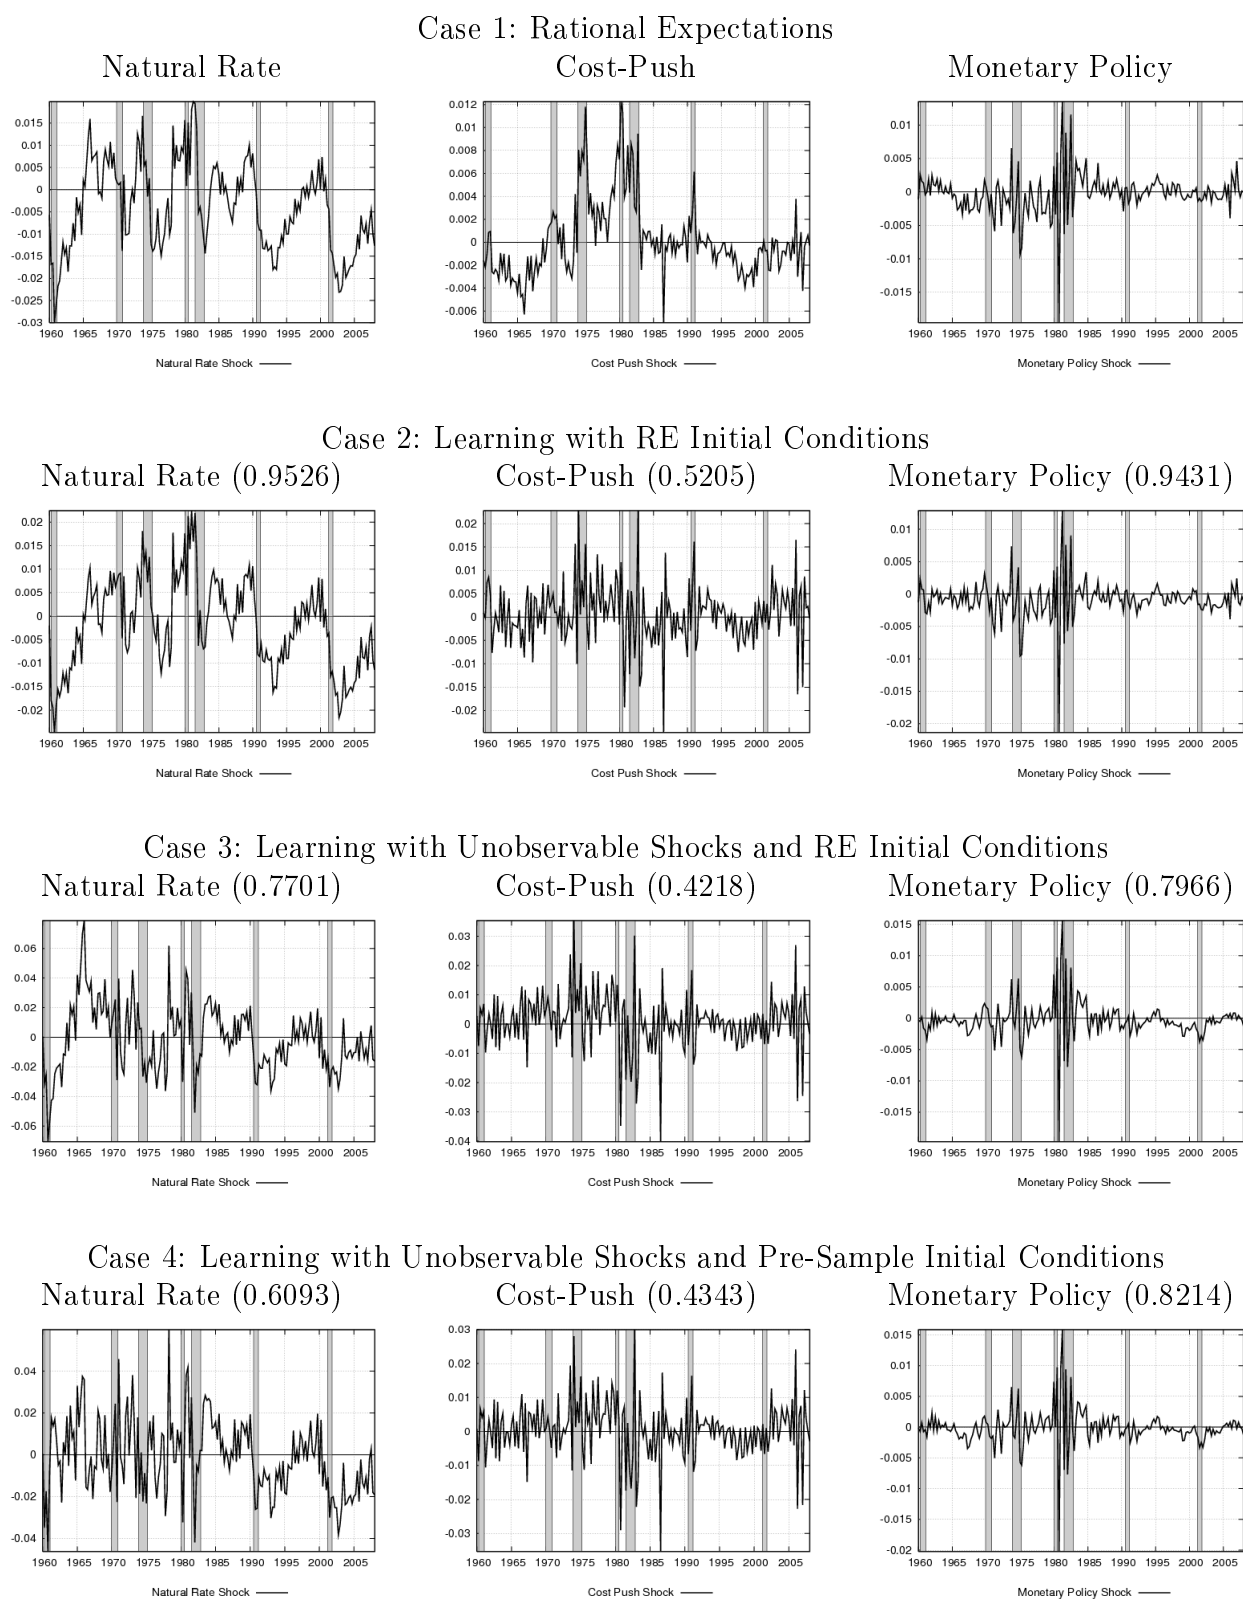 Case 1: Rational Expectations
Natural Rate
Cost-Push
Monetary Policy
0.015
0.01
0.005
0
-0.005
-0.01
-0.015
-0.02
-0.025
-0.03
1960 1965 1970 1975 1980 1985 1990 1995 2000 2005
Natural Rate Shock
0.012
0.01
0.008
0.006
0.004
0.002
0
-0.002
-0.004
-0.006
1960 1965 1970 1975 1980 1985 1990 1995 2000 2005
Cost Push Shock
0.01
0.005
0
-0.005
-0.01
-0.015
1960 1965 1970 1975 1980 1985 1990 1995 2000 2005
Monetary Policy Shock
Case 2: Learning with RE Initial Conditions
Natural Rate (0.9526)
Cost-Push (0.5205)
Monetary Policy (0.9431)
0.02
0.015
0.01
0.005
0
-0.005
-0.01
-0.015
-0.02
1960 1965 1970 1975 1980 1985 1990 1995 2000 2005
Natural Rate Shock
0.02
0.015
0.01
0.005
0
-0.005
-0.01
-0.015
-0.02
1960 1965 1970 1975 1980 1985 1990 1995 2000 2005
Cost Push Shock
0.01
0.005
0
-0.005
-0.01
-0.015
-0.02
1960 1965 1970 1975 1980 1985 1990 1995 2000 2005
Monetary Policy Shock
Case 3: Learning with Unobservable Shocks and RE Initial Conditions
Natural Rate (0.7701)
Cost-Push (0.4218)
Monetary Policy (0.7966)
0.06
0.04
0.02
0
-0.02
-0.04
-0.06
1960 1965 1970 1975 1980 1985 1990 1995 2000 2005
Natural Rate Shock
0.03
0.02
0.01
0
-0.01
-0.02
-0.03
-0.04
1960 1965 1970 1975 1980 1985 1990 1995 2000 2005
Cost Push Shock
0.015
0.01
0.005
0
-0.005
-0.01
-0.015
1960 1965 1970 1975 1980 1985 1990 1995 2000 2005
Monetary Policy Shock
Case 4: Learning with Unobservable Shocks and Pre-Sample Initial Conditions
Natural Rate (0.6093)
Cost-Push (0.4343)
Monetary Policy (0.8214)
0.04
0.02
0
-0.02
-0.04
1960 1965 1970 1975 1980 1985 1990 1995 2000 2005
Natural Rate Shock
0.03
0.02
0.01
0
-0.01
-0.02
-0.03
1960 1965 1970 1975 1980 1985 1990 1995 2000 2005
Cost Push Shock
0.015
0.01
0.005
0
-0.005
-0.01
-0.015
-0.02
1960 1965 1970 1975 1980 1985 1990 1995 2000 2005
Monetary Policy Shock